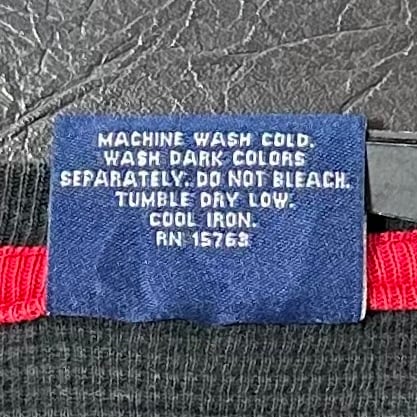 MACHINE WASH COLD.
WASH DARK COLORS
SEPARATELY. DO NOT BLEACH.
TUMBLE DRY LOW.
COOL IRON.
RN 15763